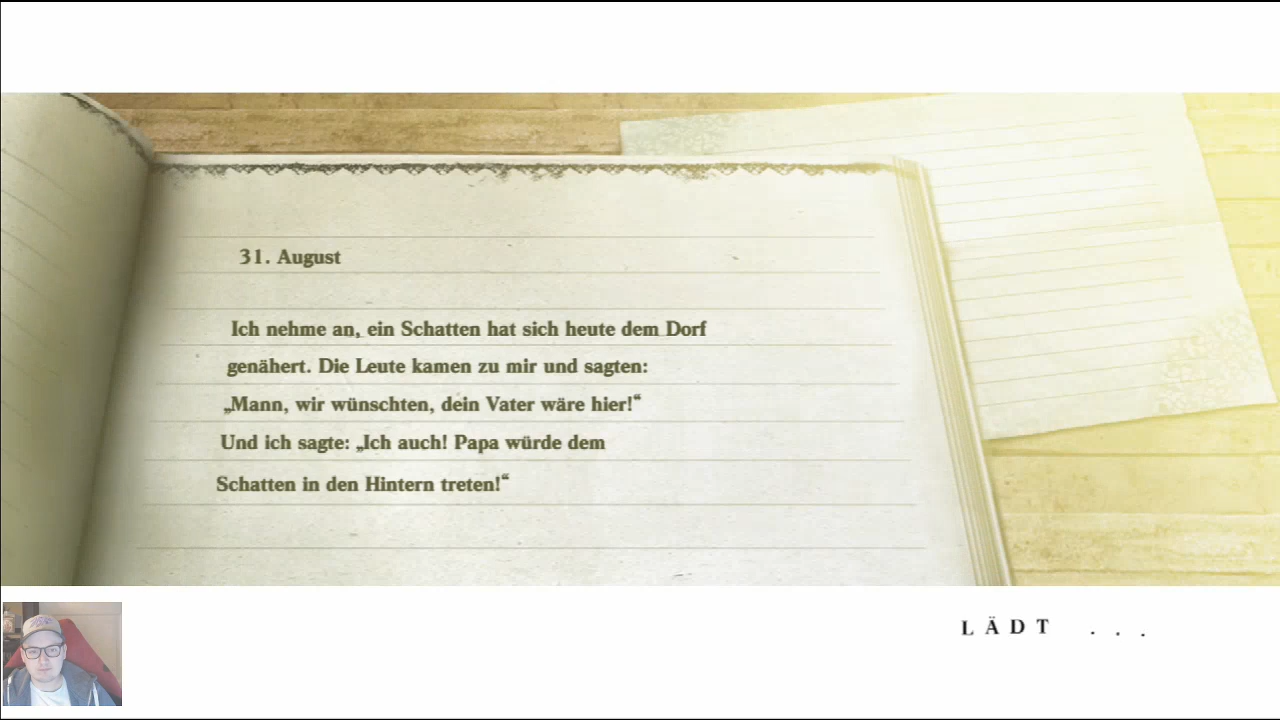 31. August
Ich nehme an, ein Schatten hat sich heute dem Dorf
genähert. Die Leute kamen zu mir und sagten:
„Mann, wir wünschten, dein Vater wäre hier!“
Und ich sagte: „Ich auch! Papa würde dem
Schatten in den Hintern treten!“
LÄDT ...